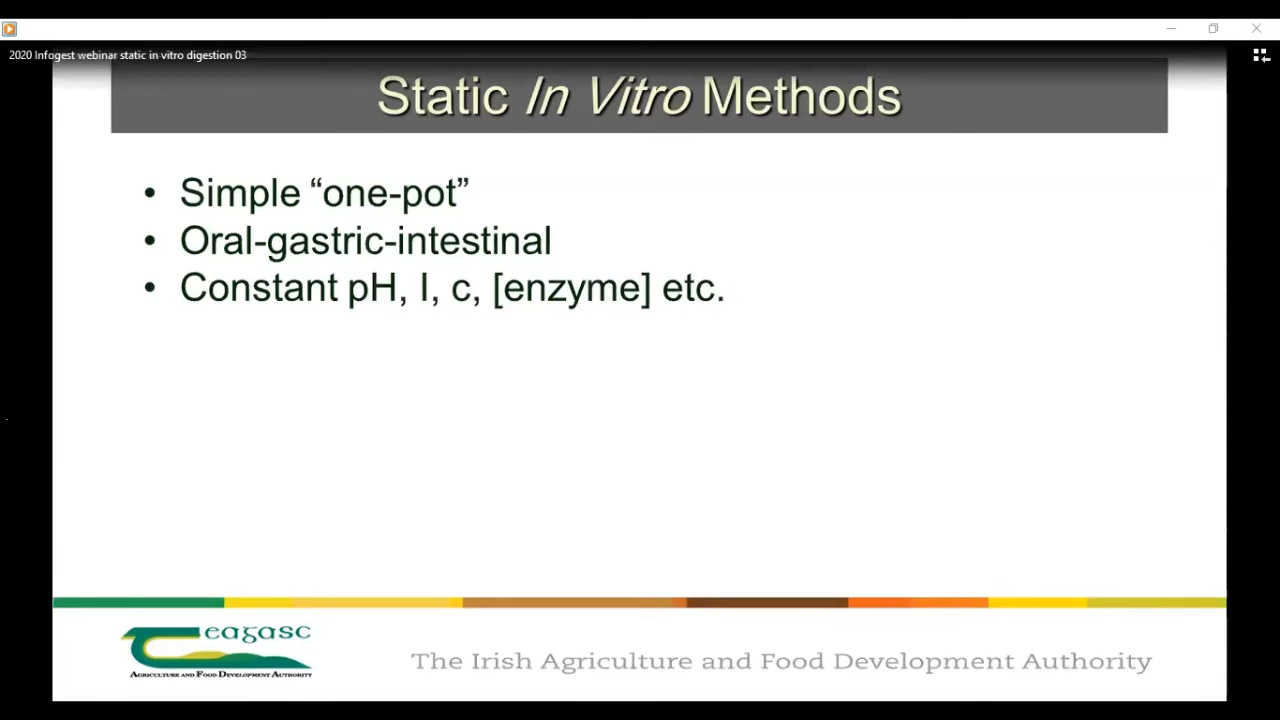 2020 Infogest webinar static in vitro digestion 03
Static In Vitro Methods
• Simple “one-pot”
• Oral-gastric-intestinal
• Constant pH, I, c, [enzyme] etc.
eagasc
AGRICULTURE AND FOOD DEVELOPMENT AUTHORITY
The Irish Agriculture and Food Development Authority